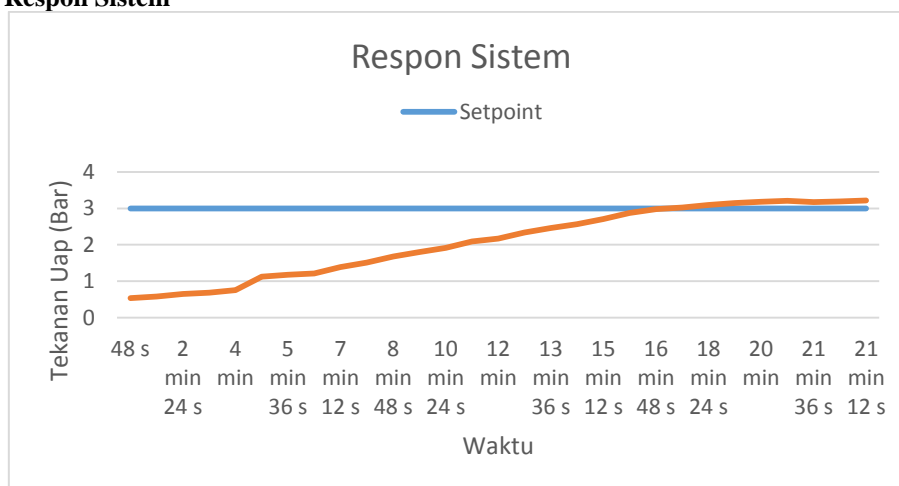 Respon Sistem
Respon Sistem
Setpoint
Tekanan Uap (Bar)
4
3
2
1
0
48 s
2 min 24 s
4 min
5 min 36 s
7 min 12 s
8 min 48 s
10 min 24 s
12 min
13 min 36 s
15 min 12 s
16 min 48 s
18 min 24 s
20 min
21 min 36 s
21 min 12 s
Waktu